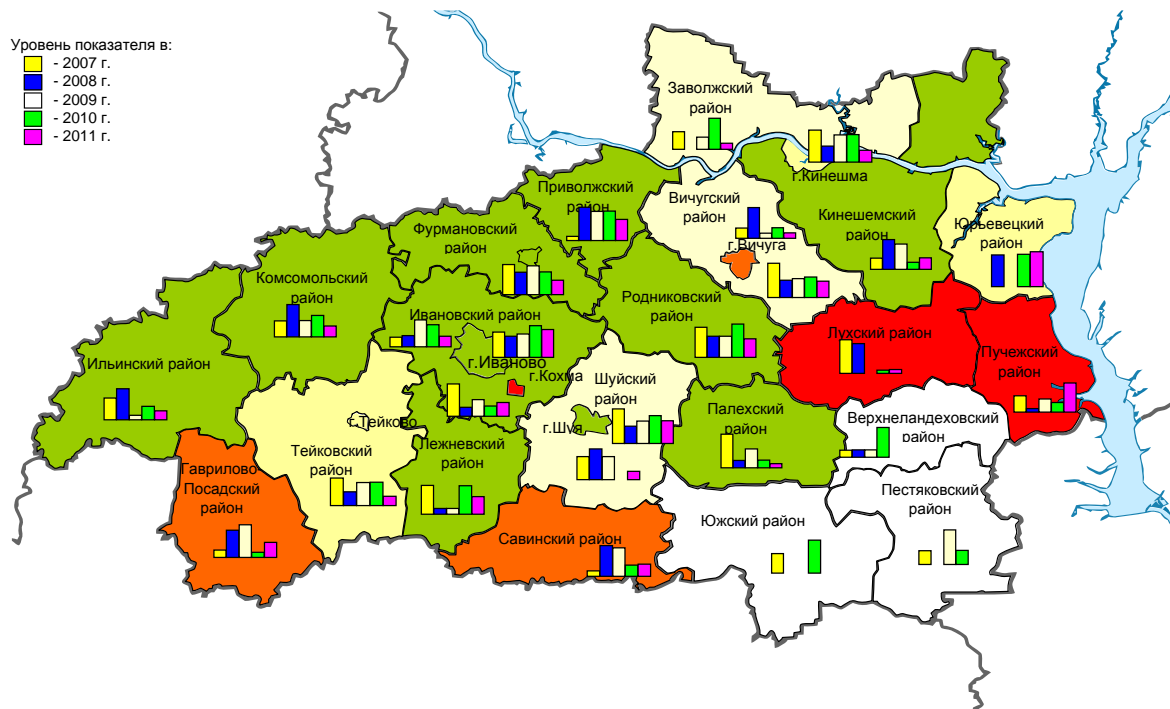 Уровень показателя в:
- 2007 г.
- 2008 г.
- 2009 г.
- 2010 г.
- 2011 г.
Заволжский
район
г.Кинешма
Приволжский
район
Вичугский
район
г.Вичуга
Кинешемский
район
Юрьевецкий
район
Фурмановский
район
Комсомольский
район
Родниковский
район
Ивановский район
г.Иваново
г.Кохма
Лухский район
Пучежский
район
Ильинский район
Шуйский
район
г.Шуя
Палехский
район
Верхнеландеховский
район
г.Тейково
Тейковский
район
Лежневский
район
Гаврилово
Посадский
район
Пестяковский
район
Южский район
Савинский район